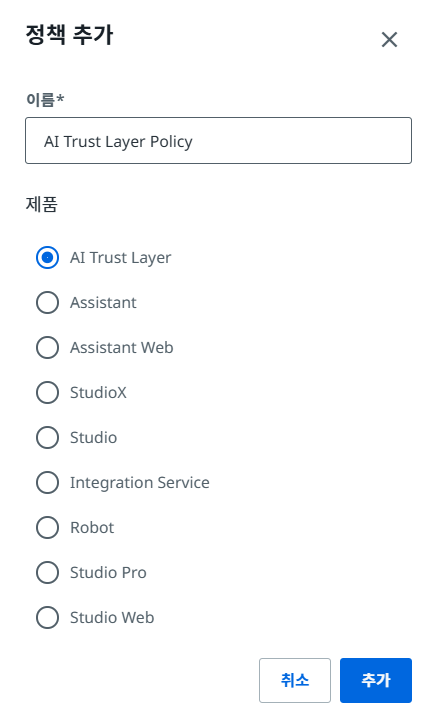 정책 추가
이름*
AI Trust Layer Policy
제품
AI Trust Layer
Assistant
Assistant Web
StudioX
Studio
Integration Service
Robot
Studio Pro
Studio Web
취소
추가